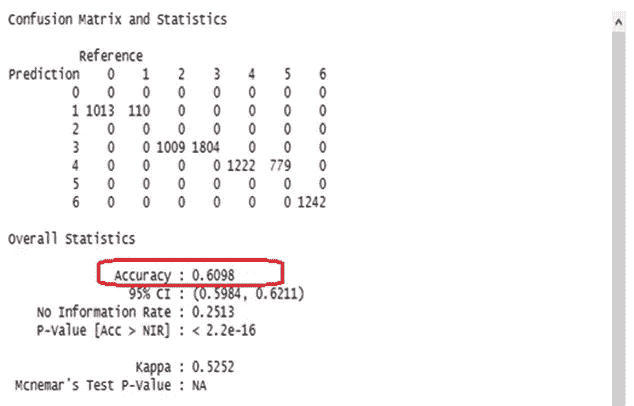 Confusion Matrix and Statistics
Reference
Prediction 0 1 2 3 4 5 6
0 0 0 0 0 0 0 0
1 1013 110 0 0 0 0 0
2 0 0 0 0 0 0 0
3 0 0 1009 1804 0 0 0
4 0 0 0 0 1222 779 0
5 0 0 0 0 0 0 0
6 0 0 0 0 0 0 1242
Overall Statistics
Accuracy : 0.6098
95% CI : (0.5984, 0.6211)
No Information Rate : 0.2513
P-Value [Acc > NIR] : < 2.2e-16
Kappa : 0.5252
Mcnemar's Test P-Value : NA